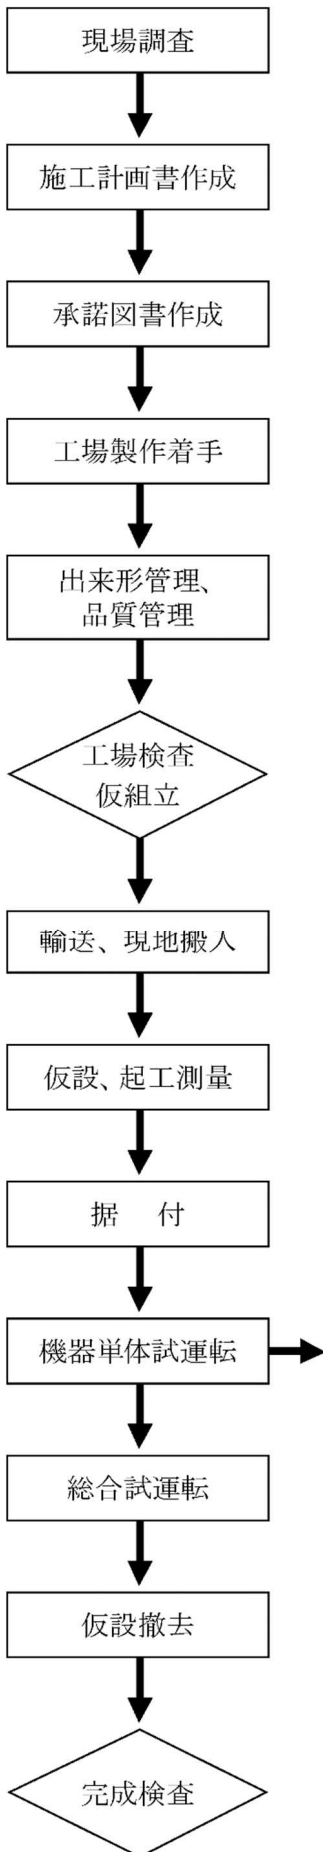 現場調査
施工計画書作成
承諾図書作成
工場製作着手
出来形管理、
品質管理
工場検査
仮組立
輸送、現地搬入
仮設、起工測量
据　付
機器単体試運転
総合試運転
仮設撤去
完成検査